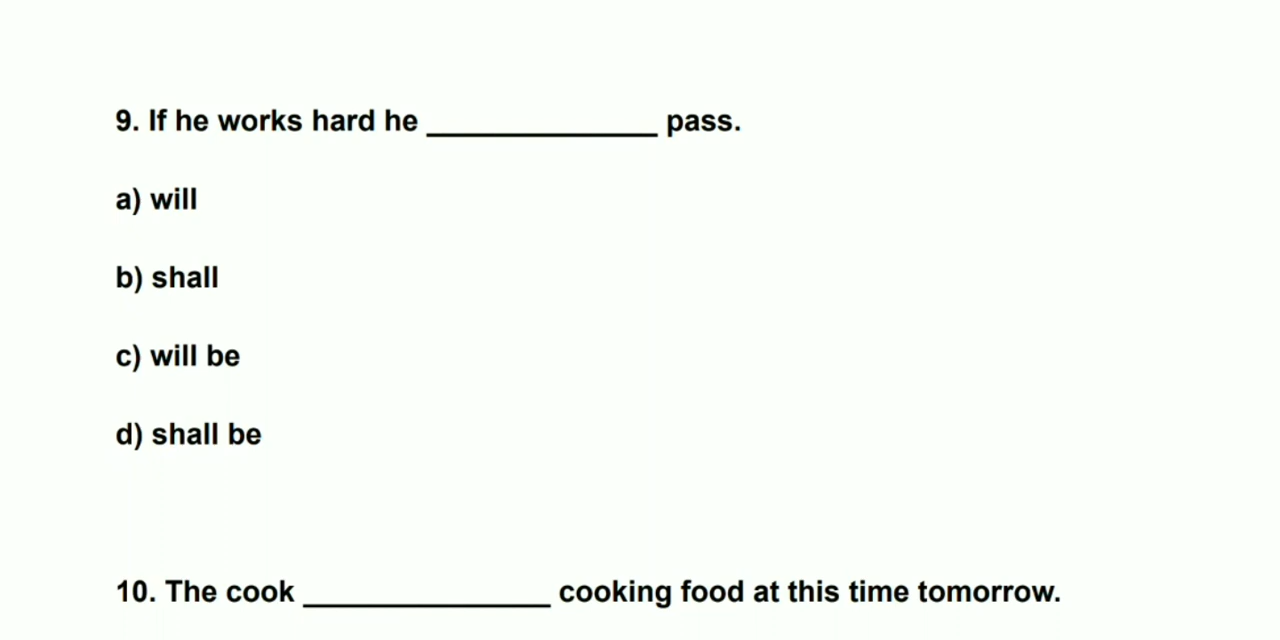 9. If he works hard he ______________ pass.
a) will
b) shall
c) will be
d) shall be
10. The cook _______________ cooking food at this time tomorrow.